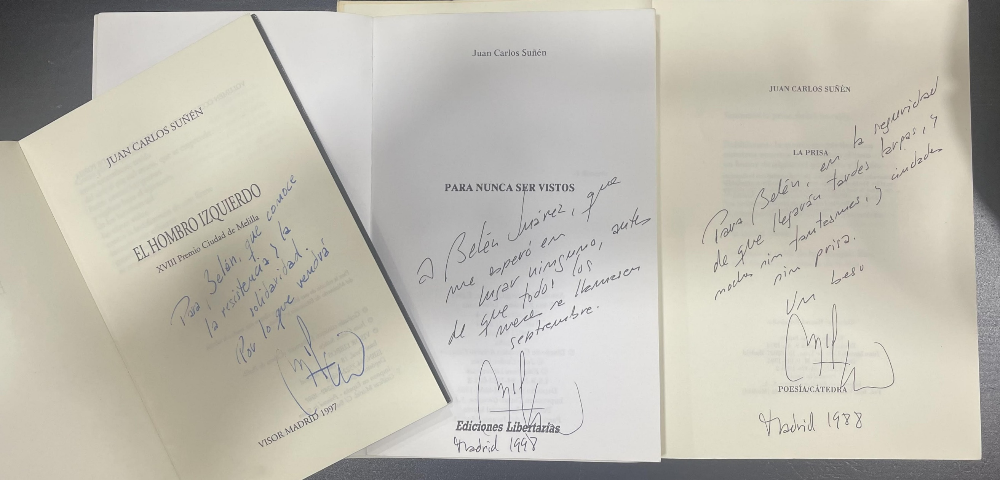 JUAN CARLOS SUÑÉN
EL HOMBRO IZQUIERDO
XVIII Premio Ciudad de Melilla
Para Belén, que conoce
la resistencia y la
solidaridad.
Por lo que vendrá
VISOR MADRID 1997
Juan Carlos Suñén
PARA NUNCA SER VISTOS
A Belén Juárez, que
me esperó en
lugar ninguno, antes
de que todos los
meses se llamasen
septiembre.
Ediciones Libertarias
Madrid 1998
JUAN CARLOS SUÑÉN
LA PRISA
Para Belén, en la seguridad
de que llegarán tardes largas, y
noches sin fantasmas, y ciudades
sin prisa.
Un beso
POESÍA/CÁTEDRA
Madrid 1988